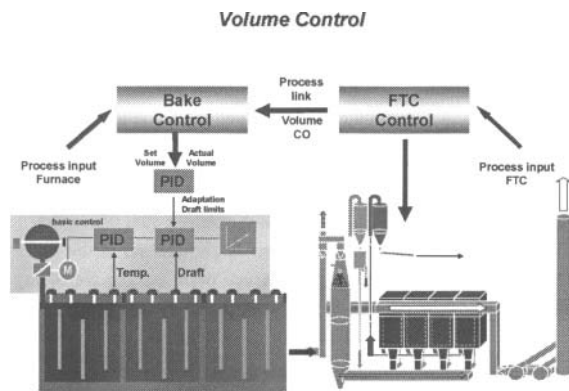 Volume Control
Process
link
Bake
Control
FTC
Control
Volume
CO
Process input
Furnace
Set
Volume
Actual
Volume
Process input
FTC
PID
Adaptation
Draft limits
basic control
PID
PID
M
Temp.
Draft